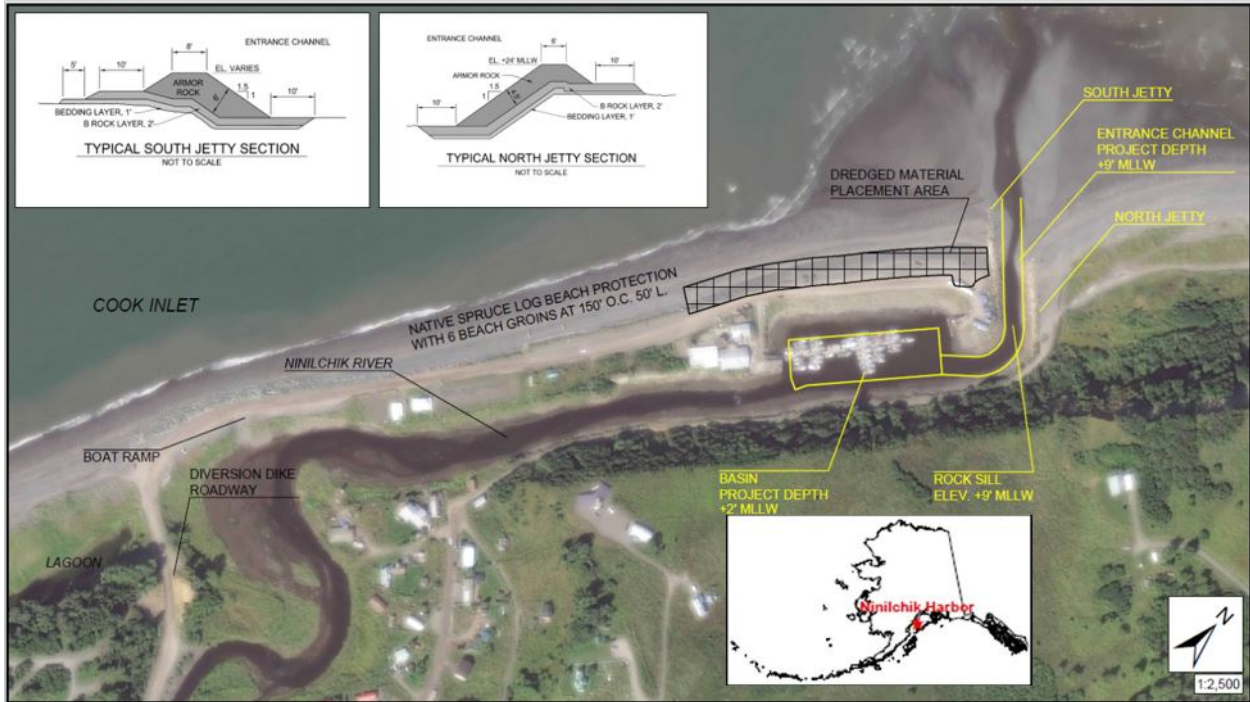 8'
ENTRANCE CHANNEL
5'
10'
EL. VARIES
ARMOR
ROCK
1.5
1
6'
10'
BEDDING LAYER, 1'
B ROCK LAYER, 2'
TYPICAL SOUTH JETTY SECTION
NOT TO SCALE
ENTRANCE CHANNEL
6'
EL. +24' MLLW
ARMOR ROCK
10'
1.5
1
4.5'
10'
B ROCK LAYER, 2'
BEDDING LAYER, 1'
TYPICAL NORTH JETTY SECTION
NOT TO SCALE
SOUTH JETTY
ENTRANCE CHANNEL
PROJECT DEPTH
+9' MLLW
DREDGED MATERIAL
PLACEMENT AREA
NORTH JETTY
NATIVE SPRUCE LOG BEACH PROTECTION
WITH 6 BEACH GROINS AT 150' O.C. 50' L.
COOK INLET
NINILCHIK RIVER
BOAT RAMP
DIVERSION DIKE
ROADWAY
LAGOON
BASIN
PROJECT DEPTH
+2' MLLW
ROCK SILL
ELEV. +9' MLLW
Ninilchik Harbor
N
1:2,500